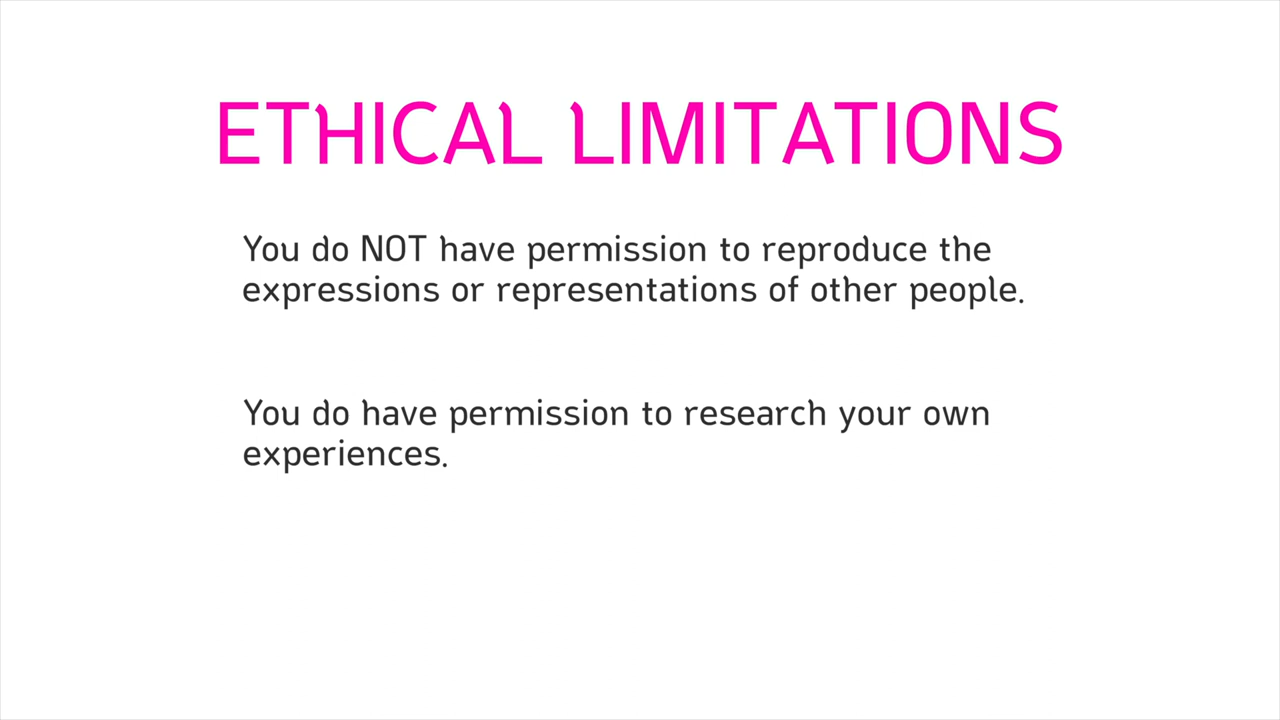 ETHICAL LIMITATIONS
You do NOT have permission to reproduce the
expressions or representations of other people.
You do have permission to research your own
experiences.